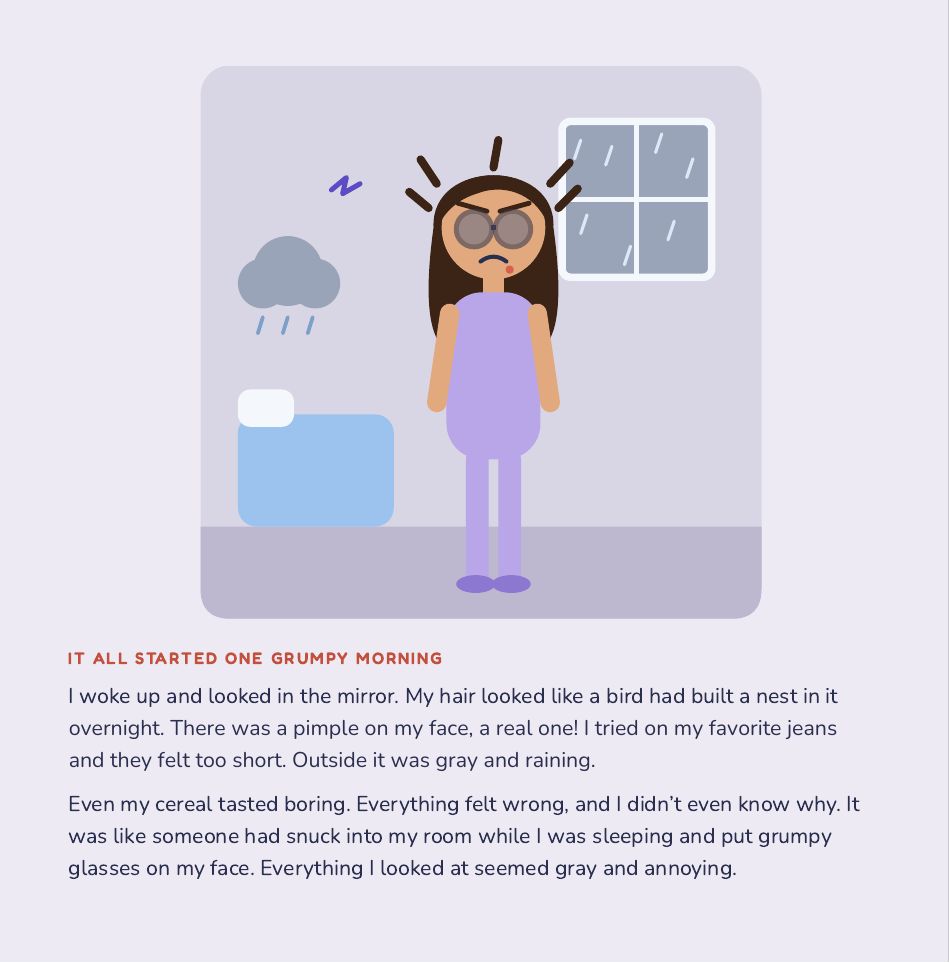 IT ALL STARTED ONE GRUMPY MORNING
I woke up and looked in the mirror. My hair looked like a bird had built a nest in it
overnight. There was a pimple on my face, a real one! I tried on my favorite jeans
and they felt too short. Outside it was gray and raining.
Even my cereal tasted boring. Everything felt wrong, and I didn’t even know why. It
was like someone had snuck into my room while I was sleeping and put grumpy
glasses on my face. Everything I looked at seemed gray and annoying.